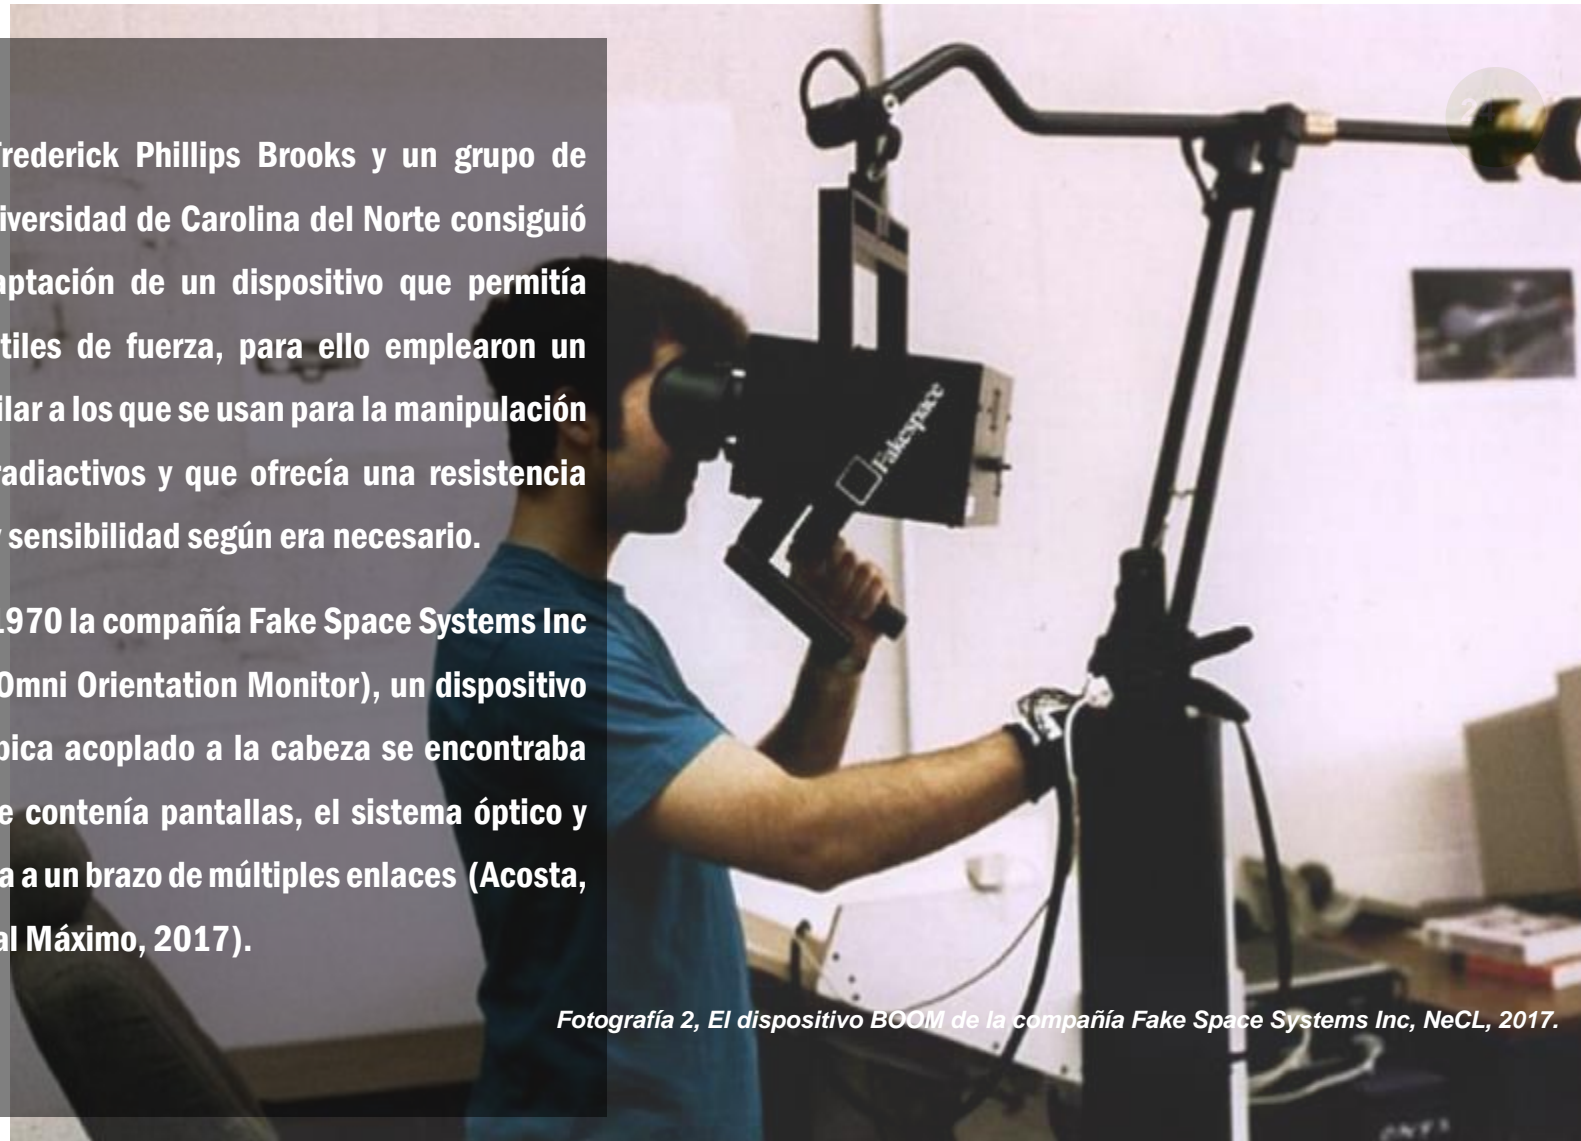 rederick Phillips Brooks y un grupo de
iversidad de Carolina del Norte consiguió
aptación de un dispositivo que permitía
tiles de fuerza, para ello emplearon un
ilar a los que se usan para la manipulación
radiactivos y que ofrecía una resistencia
y sensibilidad según era necesario.
1970 la compañía Fake Space Systems Inc
Omni Orientation Monitor), un dispositivo
pica acoplado a la cabeza se encontraba
e contenía pantallas, el sistema óptico y
a a un brazo de múltiples enlaces (Acosta,
al Máximo, 2017).
Fakespace
Fotografía 2, El dispositivo BOOM de la compañía Fake Space Systems Inc, NeCL, 2017.